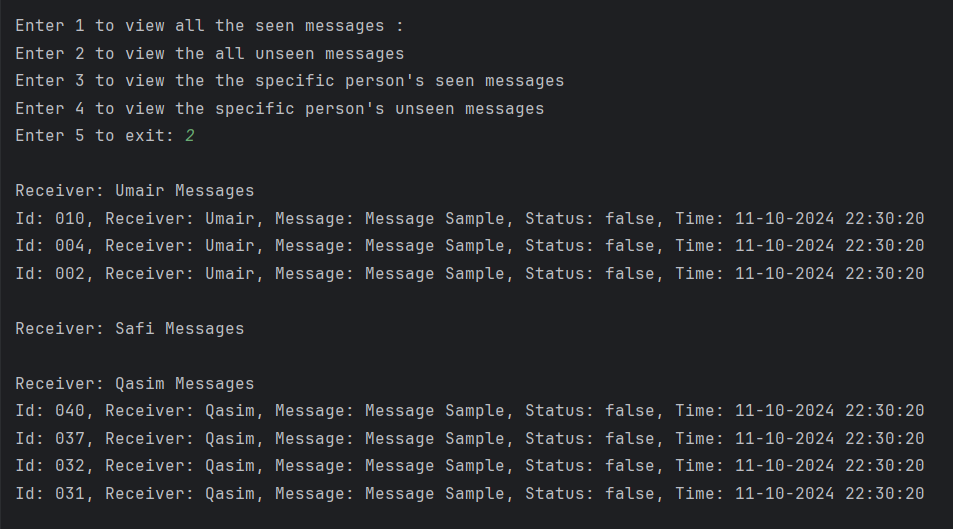 Enter 1 to view all the seen messages :
Enter 2 to view the all unseen messages
Enter 3 to view the the specific person's seen messages
Enter 4 to view the specific person's unseen messages
Enter 5 to exit: 2
Receiver: Umair Messages
Id: 010, Receiver: Umair, Message: Message Sample, Status: false, Time: 11-10-2024 22:30:20
Id: 004, Receiver: Umair, Message: Message Sample, Status: false, Time: 11-10-2024 22:30:20
Id: 002, Receiver: Umair, Message: Message Sample, Status: false, Time: 11-10-2024 22:30:20
Receiver: Safi Messages
Receiver: Qasim Messages
Id: 040, Receiver: Qasim, Message: Message Sample, Status: false, Time: 11-10-2024 22:30:20
Id: 037, Receiver: Qasim, Message: Message Sample, Status: false, Time: 11-10-2024 22:30:20
Id: 032, Receiver: Qasim, Message: Message Sample, Status: false, Time: 11-10-2024 22:30:20
Id: 031, Receiver: Qasim, Message: Message Sample, Status: false, Time: 11-10-2024 22:30:20